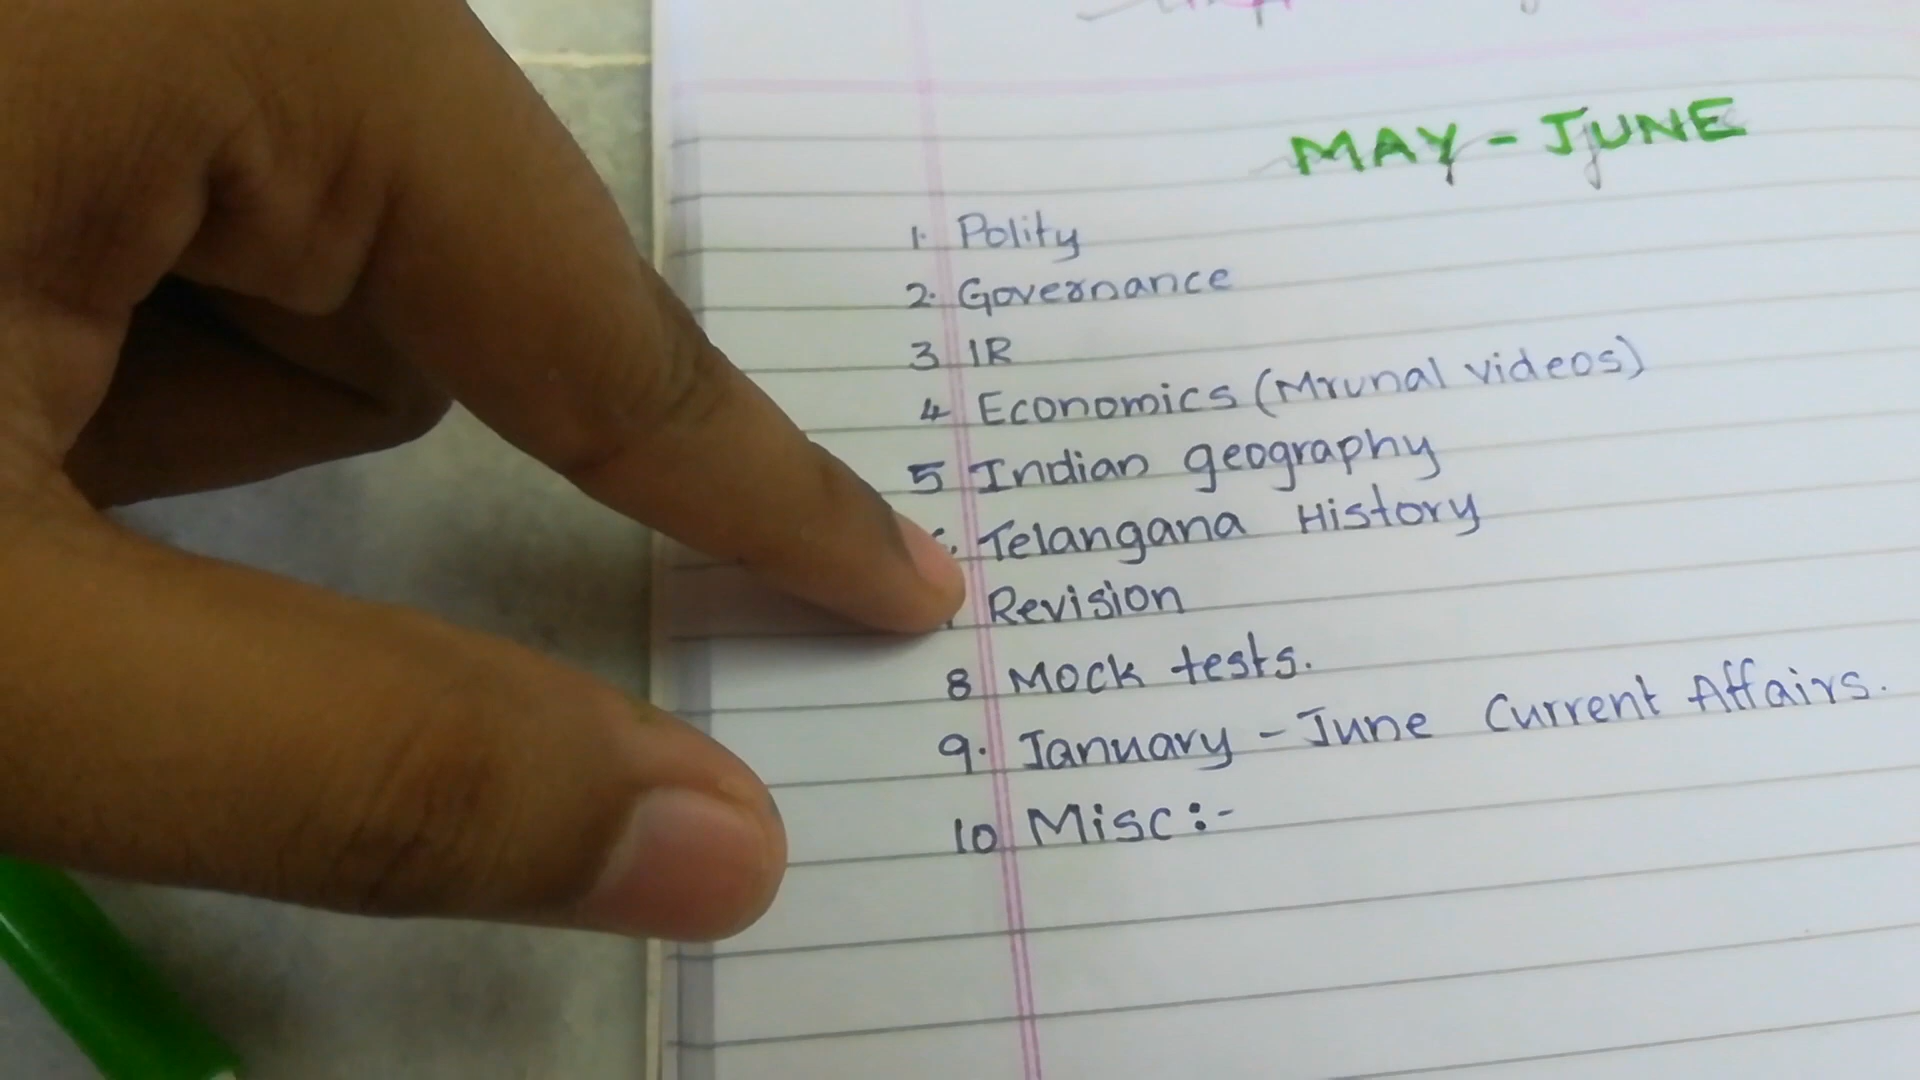 MAY - JUNE
1. Polity
2. Governance
3 IR
4 Economics (Mrunal videos)
5 Indian geography
Telangana History
Revision
8 Mock tests.
9. January - June Current Affairs.
10 Misc :-